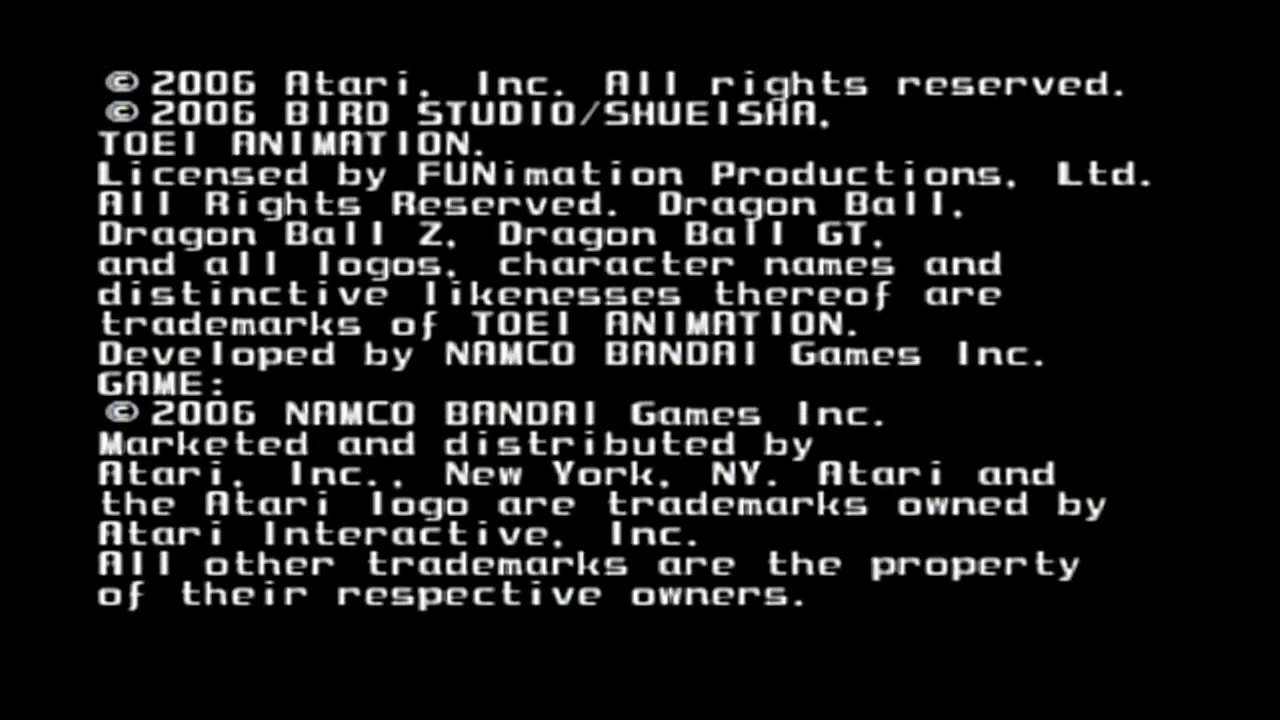 © 2006 Atari, Inc. All rights reserved.
© 2006 BIRD STUDIO/SHUEISHA,
TOEI ANIMATION.
Licensed by FUNimation Productions, Ltd.
All Rights Reserved. Dragon Ball,
Dragon Ball Z, Dragon Ball GT,
and all logos, character names and
distinctive likenesses thereof are
trademarks of TOEI ANIMATION.
Developed by NAMCO BANDAI Games Inc.
GAME:
© 2006 NAMCO BANDAI Games Inc.
Marketed and distributed by
Atari, Inc., New York, NY. Atari and
the Atari logo are trademarks owned by
Atari Interactive, Inc.
All other trademarks are the property
of their respective owners.